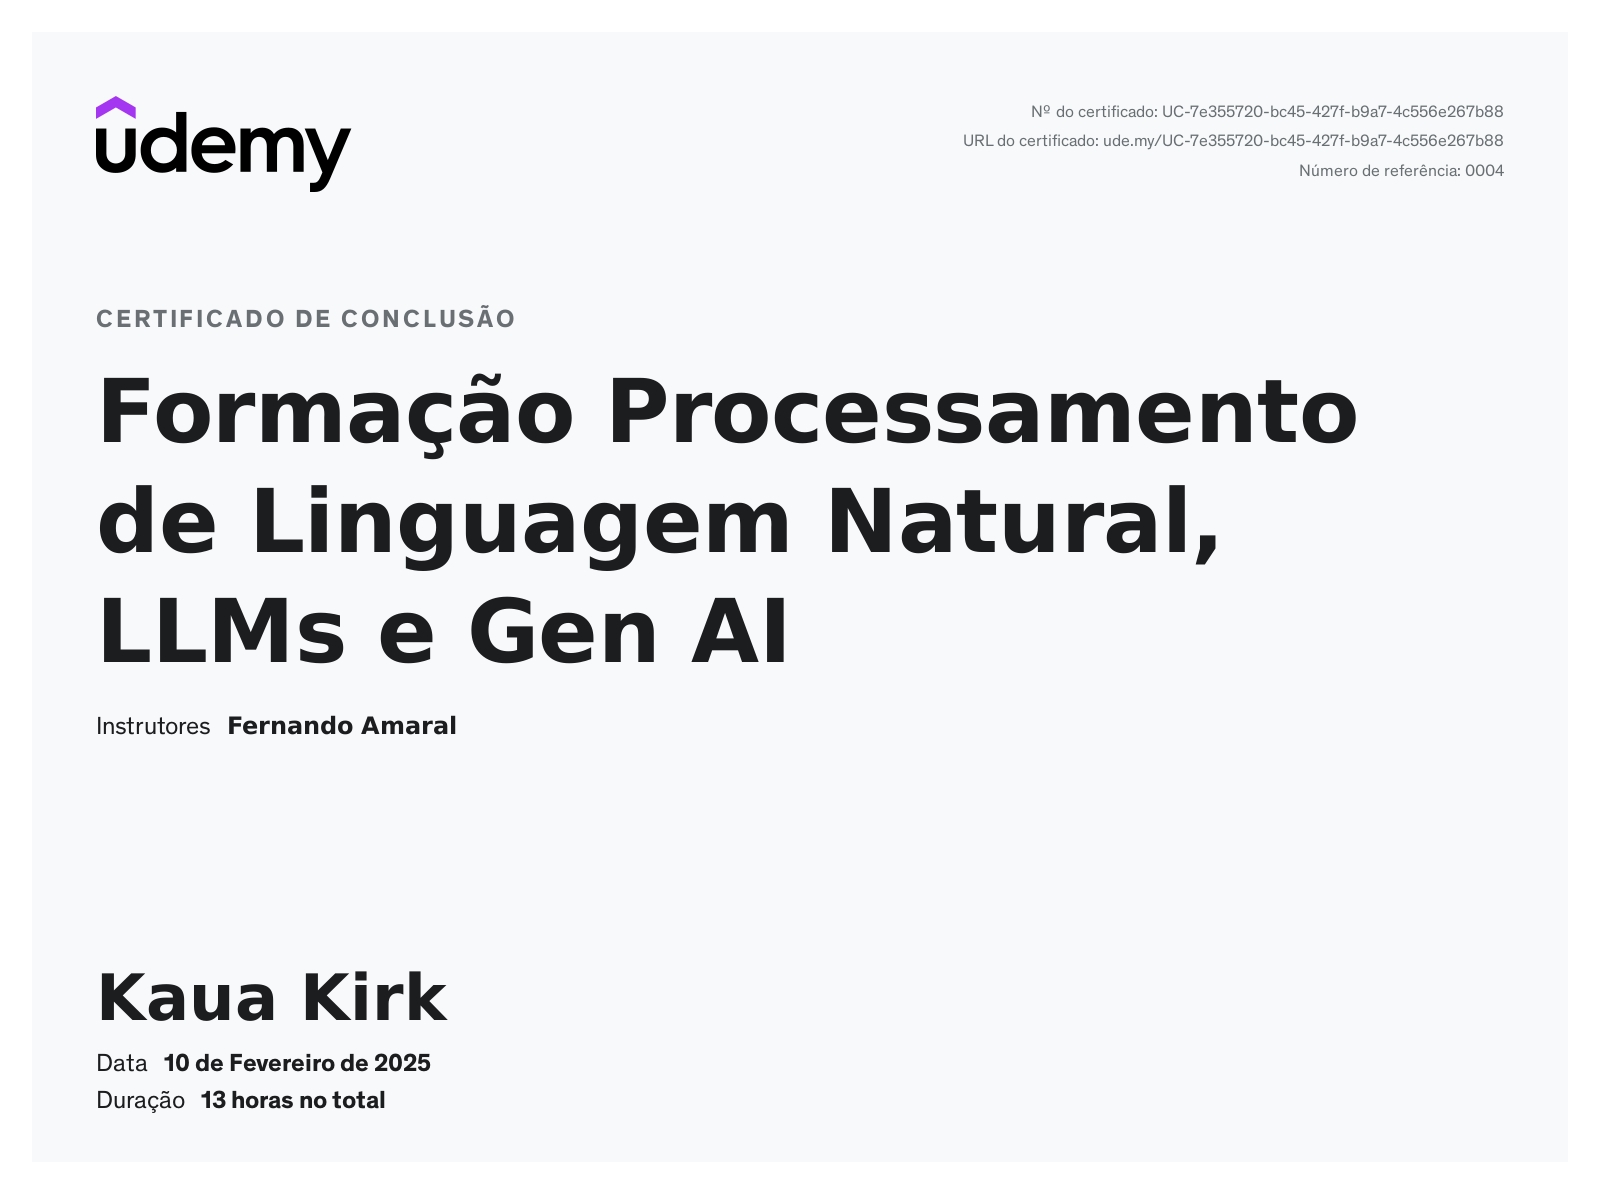 udemy
Nº do certificado: UC-7e355720-bc45-427f-b9a7-4c556e267b88
URL do certificado: ude.my/UC-7e355720-bc45-427f-b9a7-4c556e267b88
Número de referência: 0004
CERTIFICADO DE CONCLUSÃO
Formação Processamento
de Linguagem Natural,
LLMs e Gen AI
Instrutores Fernando Amaral
Kaua Kirk
Data 10 de Fevereiro de 2025
Duração 13 horas no total